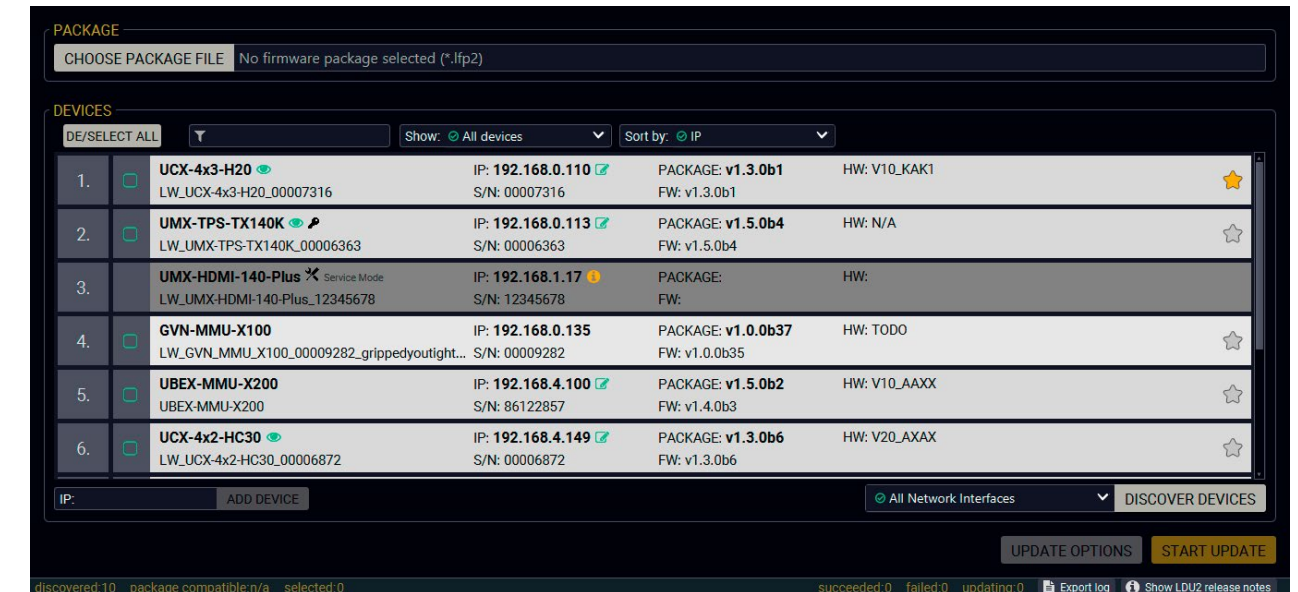 PACKAGE
CHOOSE PACKAGE FILE No firmware package selected (*.lfp2)
DEVICES
DE/SELECT ALL Show: All devices Sort by: IP
1. UCX-4x3-H20 IP: 192.168.0.110 PACKAGE: v1.3.0b1 HW: V10_KAK1
LW_UCX-4x3-H20_00007316 S/N: 00007316 FW: v1.3.0b1
2. UMX-TPS-TX140K IP: 192.168.0.113 PACKAGE: v1.5.0b4 HW: N/A
LW_UMX-TPS-TX140K_00006363 S/N: 00006363 FW: v1.5.0b4
3. UMX-HDMI-140-Plus Service Mode IP: 192.168.1.17 PACKAGE: HW:
LW_UMX-HDMI-140-Plus_12345678 S/N: 12345678 FW:
4. GVN-MMU-X100 IP: 192.168.0.135 PACKAGE: v1.0.0b37 HW: TODO
LW_GVN_MMU_X100_00009282_grippedyoutight... S/N: 00009282 FW: v1.0.0b35
5. UBEX-MMU-X200 IP: 192.168.4.100 PACKAGE: v1.5.0b2 HW: V10_AAXX
UBEX-MMU-X200 S/N: 86122857 FW: v1.4.0b3
6. UCX-4x2-HC30 IP: 192.168.4.149 PACKAGE: v1.3.0b6 HW: V20_AXAX
LW_UCX-4x2-HC30_00006872 S/N: 00006872 FW: v1.3.0b6
IP: ADD DEVICE All Network Interfaces DISCOVER DEVICES
UPDATE OPTIONS START UPDATE
discovered:10 package compatible:n/a selected:0 succeeded:0 failed:0 updating:0 Export log Show LDU2 release notes